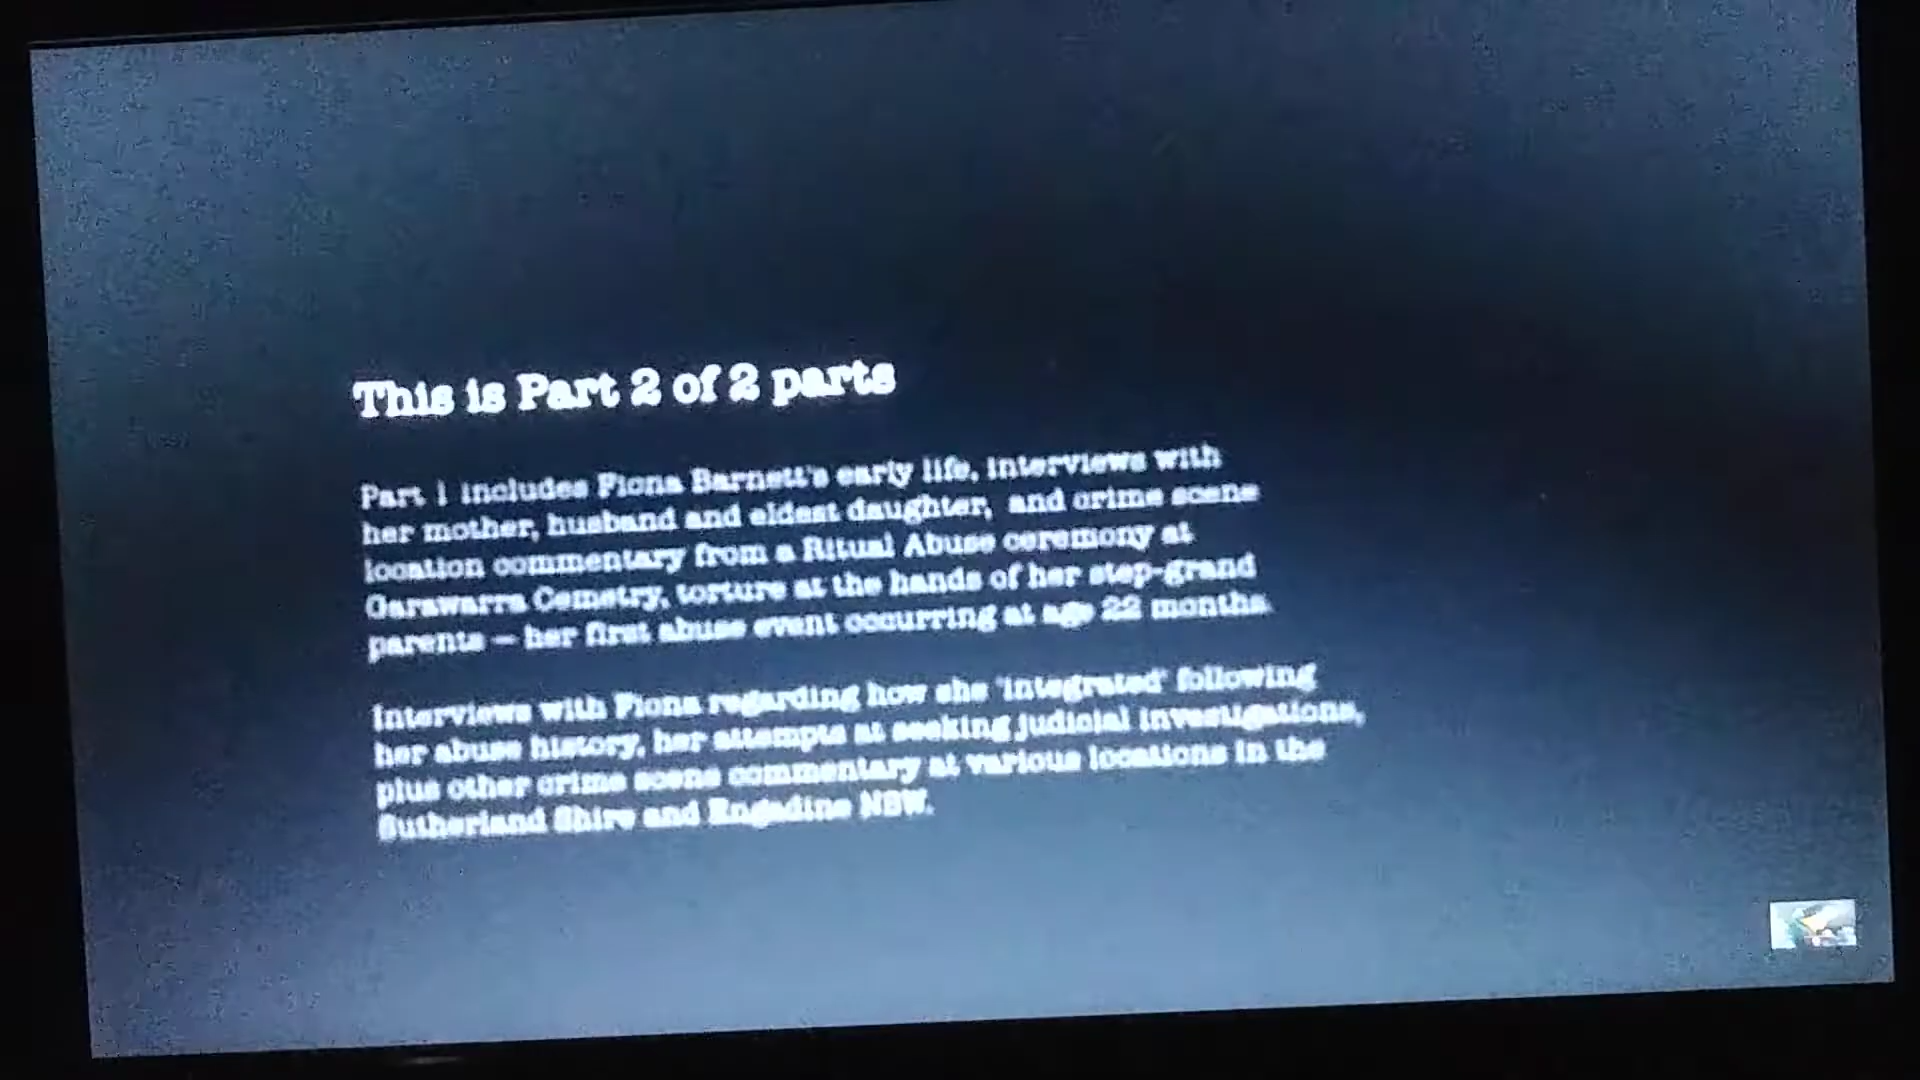 This is Part 2 of 2 parts
Part 1 includes Fiona Barnett's early life, interviews with
her mother, husband and eldest daughter, and crime scene
location commentary from a Ritual Abuse ceremony at
Garawarra Cemetry, torture at the hands of her step-grand
parents – her first abuse event occurring at age 22 months.
Interviews with Fiona regarding how she 'integrated' following
her abuse history, her attempts at seeking judicial investigations,
plus other crime scene commentary at various locations in the
Sutherland Shire and Engadine NSW.